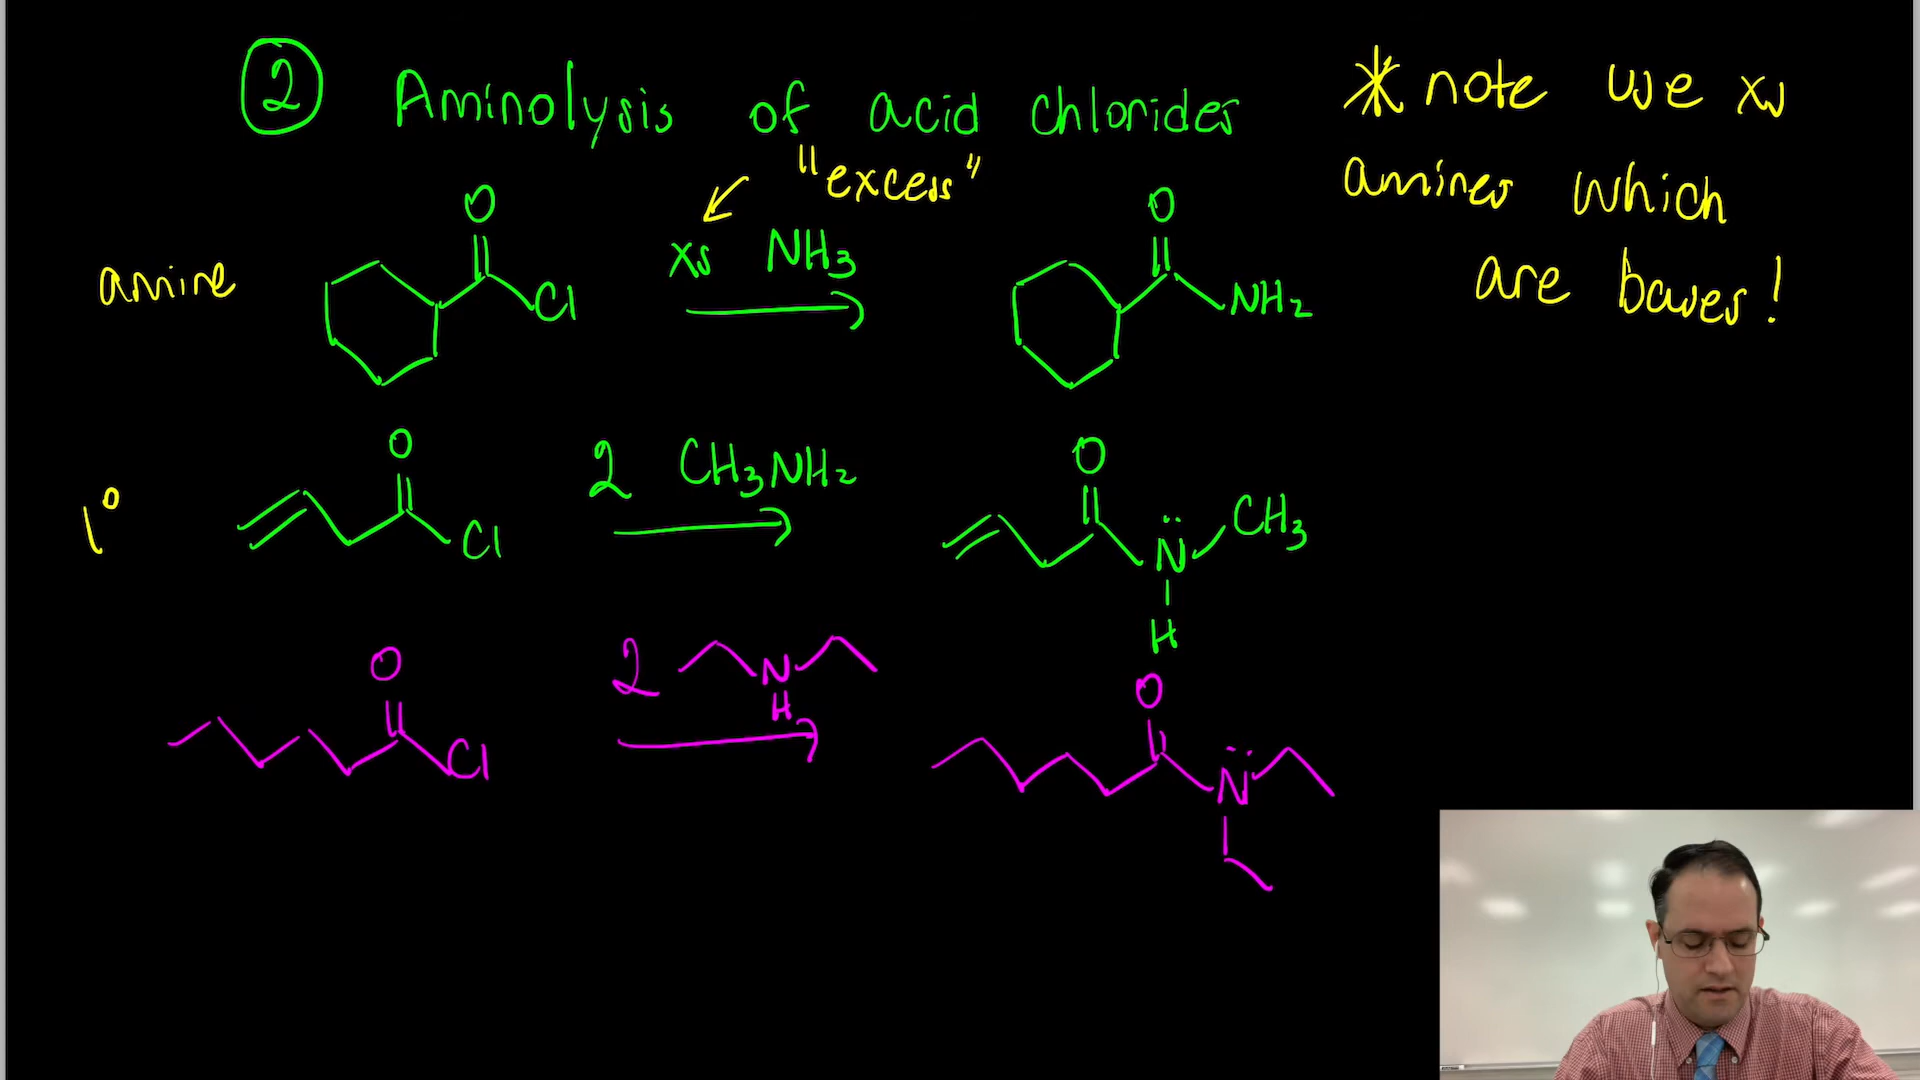 ② Aminolysis of acid chlorides
* note use xs
amines which
are bases!
"excess"
amine
O
Cl
xs NH3
O
NH2
1°
O
Cl
2 CH3NH2
O
N CH3
H
O
Cl
2 N
H
O
N